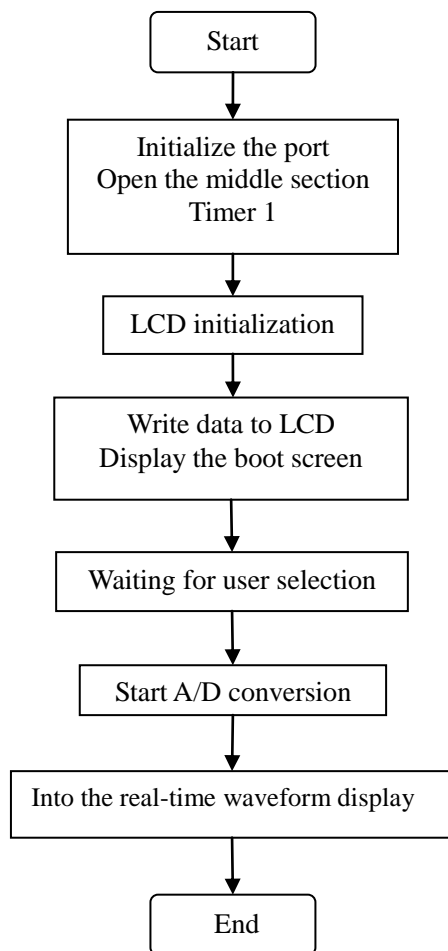 Start
Initialize the port
Open the middle section
Timer 1
LCD initialization
Write data to LCD
Display the boot screen
Waiting for user selection
Start A/D conversion
Into the real-time waveform display
End